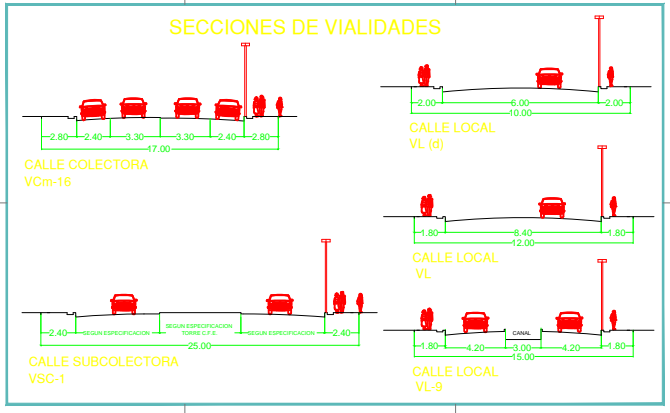 SECCIONES DE VIALIDADES
2.80 2.40 3.30 3.30 2.40 2.80
17.00
CALLE COLECTORA
VCm-16
2.00 6.00 2.00
10.00
CALLE LOCAL
VL (d)
1.80 8.40 1.80
12.00
CALLE LOCAL
VL
2.40 SEGUN ESPECIFICACION SEGUN ESPECIFICACION TORRE C.F.E. SEGUN ESPECIFICACION 2.40
25.00
CALLE SUBCOLECTORA
VSC-1
CANAL
1.80 4.20 3.00 4.20 1.80
15.00
CALLE LOCAL
VL-9